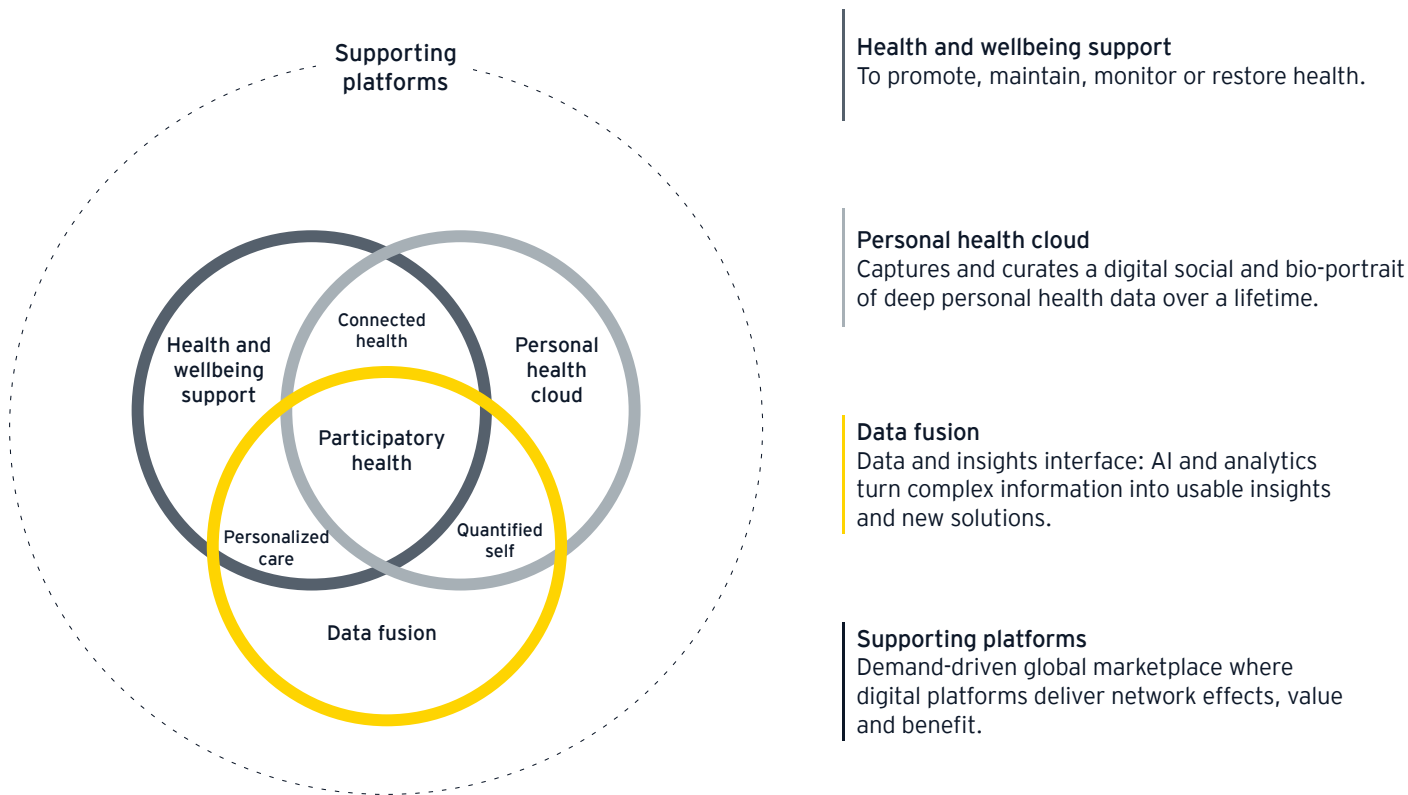 Supporting
platforms
Health and
wellbeing
support
Connected
health
Personal
health
cloud
Participatory
health
Personalized
care
Quantified
self
Data fusion
Health and wellbeing support
To promote, maintain, monitor or restore health.
Personal health cloud
Captures and curates a digital social and bio-portrait
of deep personal health data over a lifetime.
Data fusion
Data and insights interface: AI and analytics
turn complex information into usable insights
and new solutions.
Supporting platforms
Demand-driven global marketplace where
digital platforms deliver network effects, value
and benefit.